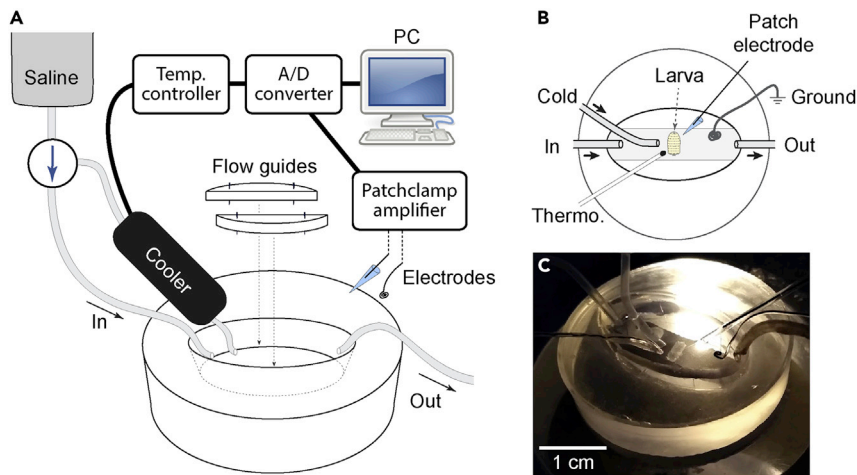 A
Saline
Temp.
controller
A/D
converter
PC
Flow guides
Patchclamp
amplifier
Cooler
Electrodes
In
Out
B
Patch
electrode
Larva
Cold
Ground
In
Out
Thermo.
C
1 cm